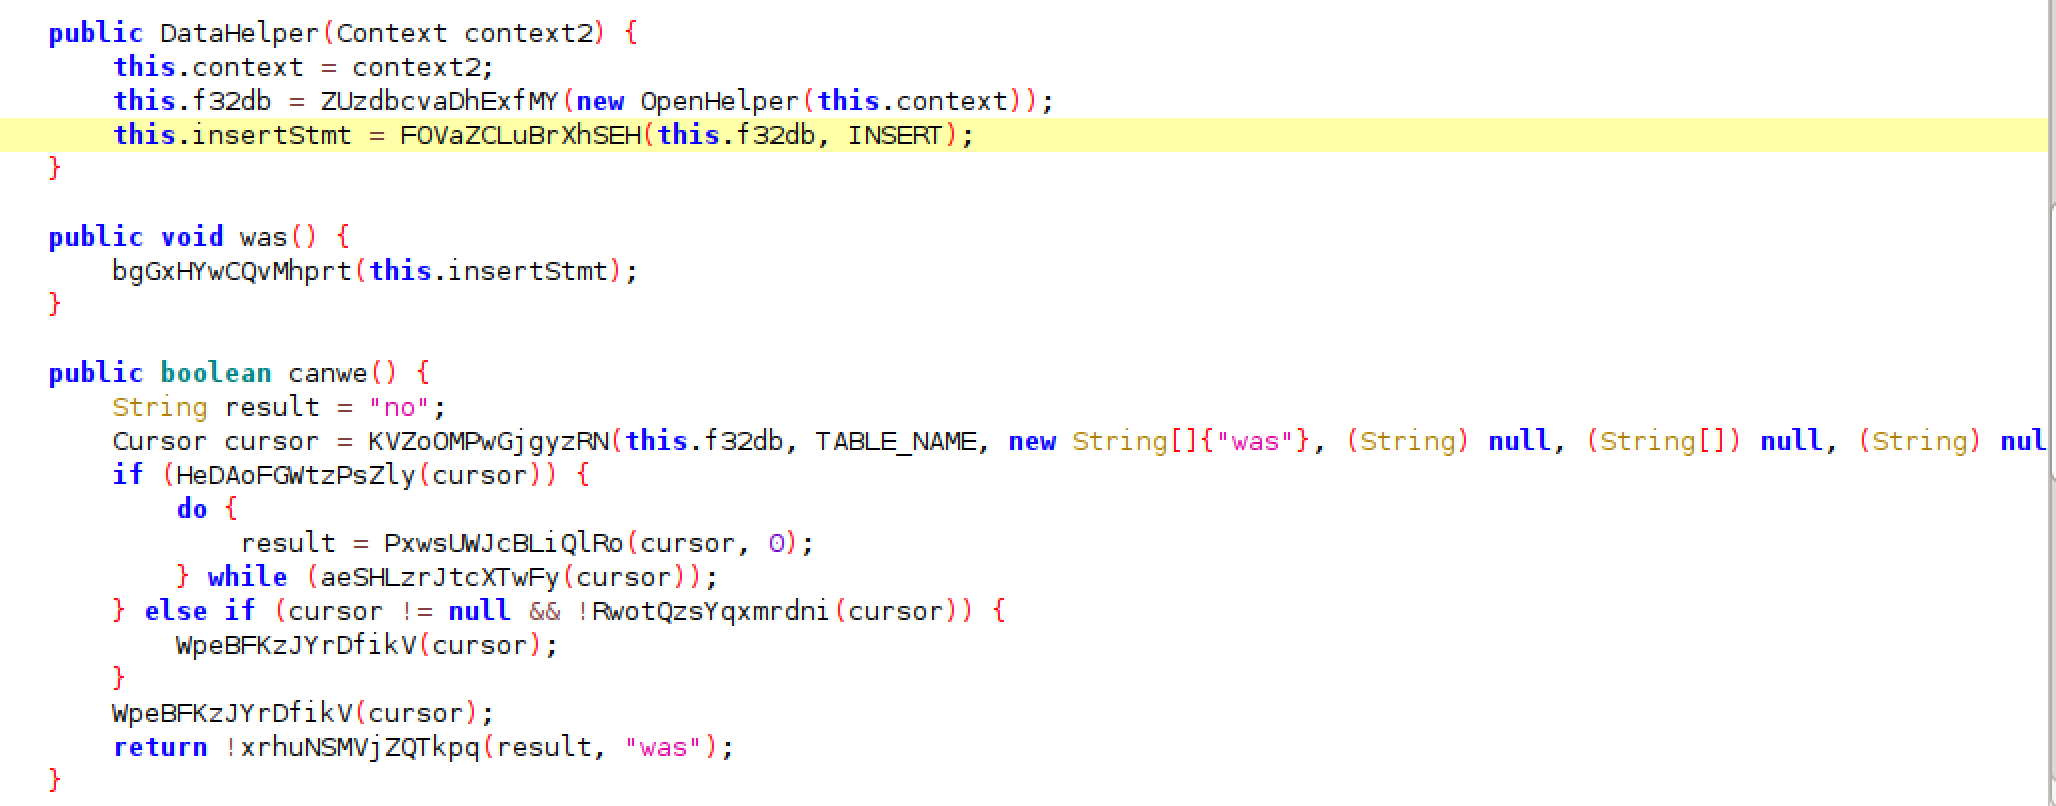 public DataHelper(Context context2) {
this.context = context2;
this.f32db = ZUzdbcvaDhExfMY(new OpenHelper(this.context));
this.insertStmt = FOVaZCLuBrXhSEH(this.f32db, INSERT);
}
public void was() {
bgGxHYwCQvMhprt(this.insertStmt);
}
public boolean canwe() {
String result = "no";
Cursor cursor = KVZoOMPwGjgyzRN(this.f32db, TABLE_NAME, new String[]{"was"}, (String) null, (String[]) null, (String) nul
if (HeDAoFGWtzPsZly(cursor)) {
do {
result = PxwsUWJcBLiQlRo(cursor, 0);
} while (aeSHLzrJtcXTwFy(cursor));
} else if (cursor != null && !RwotQzsYqxmrdni(cursor)) {
WpeBFKzJYrDfikV(cursor);
}
WpeBFKzJYrDfikV(cursor);
return !xrhuNSMVjZQTkpq(result, "was");
}